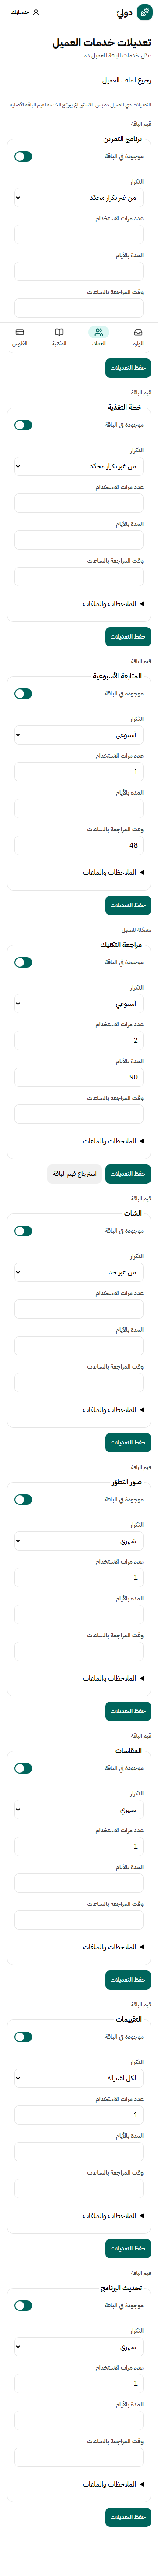 دوليّ
حسابك
تعديلات خدمات العميل
عدّل خدمات الباقة للعميل ده.
رجوع لملف العميل
التعديلات دي للعميل ده بس. الاسترجاع بيرجّع الخدمة لقيم الباقة الأصلية.
قيم الباقة
برنامج التمرين
موجودة في الباقة
التكرار
من غير تكرار محدّد
عدد مرات الاستخدام
المدة بالأيام
وقت المراجعة بالساعات
الوارد
العملاء
المكتبة
الفلوس
حفظ التعديلات
قيم الباقة
خطة التغذية
موجودة في الباقة
التكرار
من غير تكرار محدّد
عدد مرات الاستخدام
المدة بالأيام
وقت المراجعة بالساعات
الملاحظات والملفات
حفظ التعديلات
قيم الباقة
المتابعة الأسبوعية
موجودة في الباقة
التكرار
أسبوعي
عدد مرات الاستخدام
1
المدة بالأيام
وقت المراجعة بالساعات
48
الملاحظات والملفات
حفظ التعديلات
متعدّلة للعميل
مراجعة التكنيك
موجودة في الباقة
التكرار
أسبوعي
عدد مرات الاستخدام
2
المدة بالأيام
90
وقت المراجعة بالساعات
الملاحظات والملفات
حفظ التعديلات
استرجاع قيم الباقة
قيم الباقة
الشات
موجودة في الباقة
التكرار
من غير حد
عدد مرات الاستخدام
المدة بالأيام
وقت المراجعة بالساعات
الملاحظات والملفات
حفظ التعديلات
قيم الباقة
صور التطوّر
موجودة في الباقة
التكرار
شهري
عدد مرات الاستخدام
1
المدة بالأيام
وقت المراجعة بالساعات
الملاحظات والملفات
حفظ التعديلات
قيم الباقة
المقاسات
موجودة في الباقة
التكرار
شهري
عدد مرات الاستخدام
1
المدة بالأيام
وقت المراجعة بالساعات
الملاحظات والملفات
حفظ التعديلات
قيم الباقة
التقييمات
موجودة في الباقة
التكرار
لكل اشتراك
عدد مرات الاستخدام
1
المدة بالأيام
وقت المراجعة بالساعات
الملاحظات والملفات
حفظ التعديلات
قيم الباقة
تحديث البرنامج
موجودة في الباقة
التكرار
شهري
عدد مرات الاستخدام
1
المدة بالأيام
وقت المراجعة بالساعات
الملاحظات والملفات
حفظ التعديلات